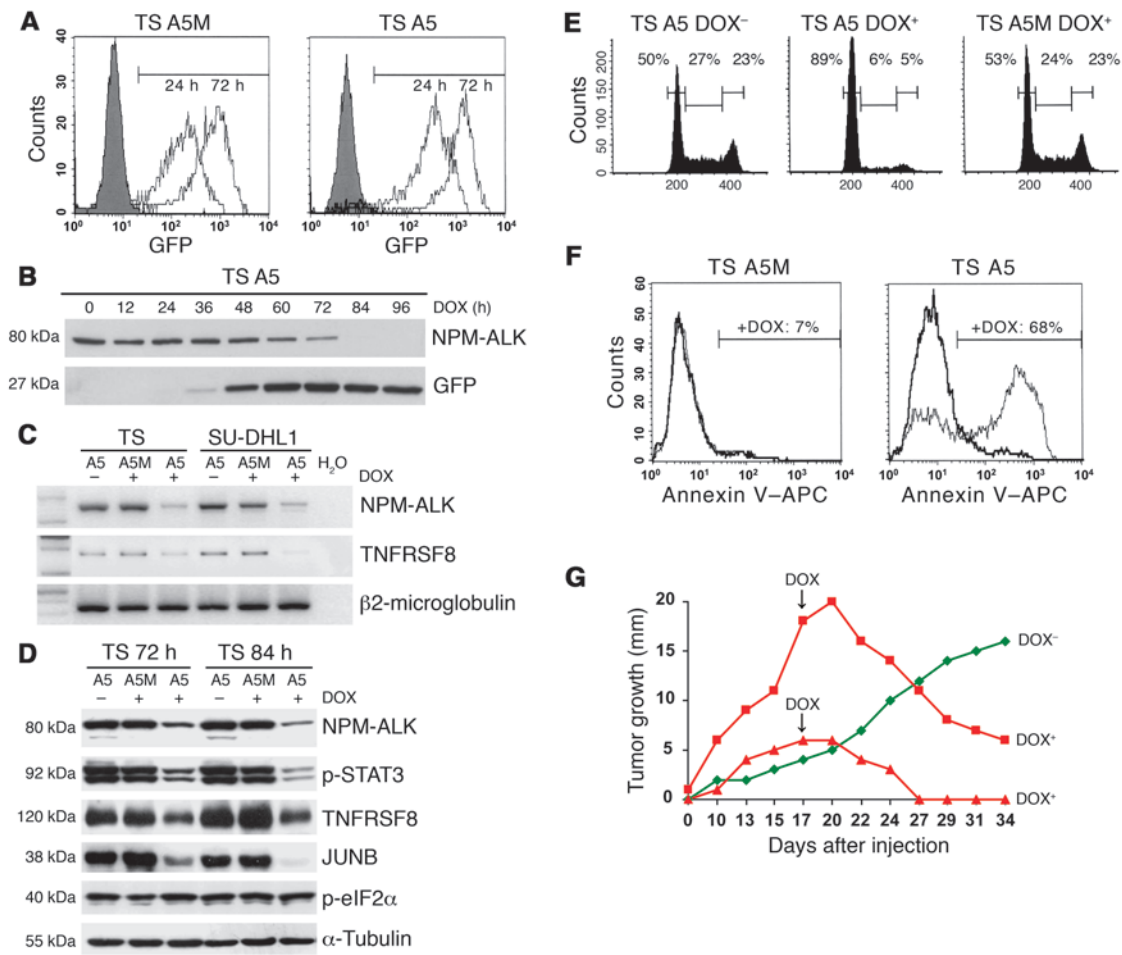 A
TS A5M
TS A5
40
30
20
10
0
Counts
24 h 72 h
24 h 72 h
10⁰ 10¹ 10² 10³ 10⁴
10⁰ 10¹ 10² 10³ 10⁴
GFP
GFP
B
TS A5
0 12 24 36 48 60 72 84 96 DOX (h)
80 kDa NPM-ALK
27 kDa GFP
C
TS SU-DHL1
A5 A5M A5 A5 A5M A5 H₂O
– + + – + + DOX
NPM-ALK
TNFRSF8
β2-microglobulin
D
TS 72 h TS 84 h
A5 A5M A5 A5 A5M A5
– + + – + + DOX
80 kDa NPM-ALK
92 kDa p-STAT3
120 kDa TNFRSF8
38 kDa JUNB
40 kDa p-eIF2α
55 kDa α-Tubulin
E
TS A5 DOX⁻ TS A5 DOX⁺ TS A5M DOX⁺
50% 27% 23%
89% 6% 5%
53% 24% 23%
200
150
100
50
0
Counts
200 400
200 400
200 400
F
TS A5M
TS A5
60
50
40
30
20
10
0
Counts
+DOX: 7%
+DOX: 68%
10⁰ 10¹ 10² 10³ 10⁴
10⁰ 10¹ 10² 10³ 10⁴
Annexin V–APC
Annexin V–APC
G
20
15
10
5
0
Tumor growth (mm)
DOX
DOX
DOX⁻
DOX⁺
DOX⁺
0 10 13 15 17 20 22 24 27 29 31 34
Days after injection